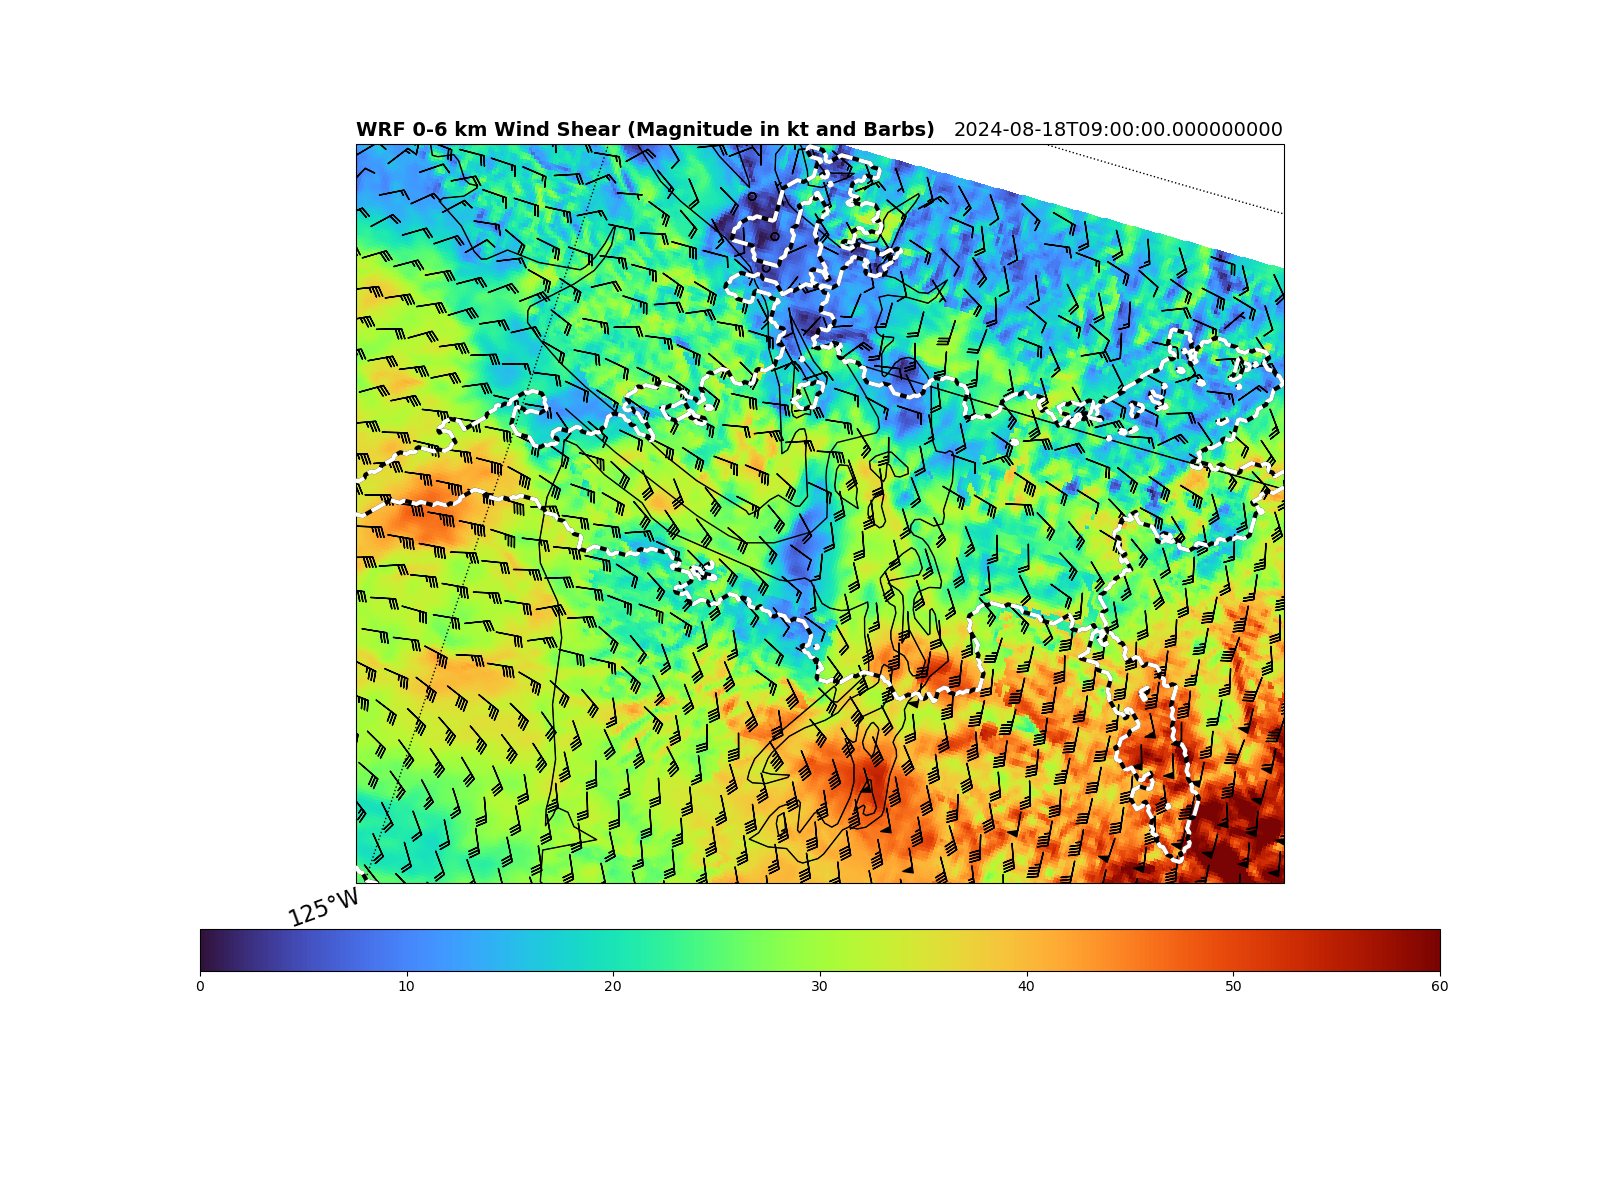 WRF 0-6 km Wind Shear (Magnitude in kt and Barbs) 2024-08-18T09:00:00.000000000
125°W
0 10 20 30 40 50 60